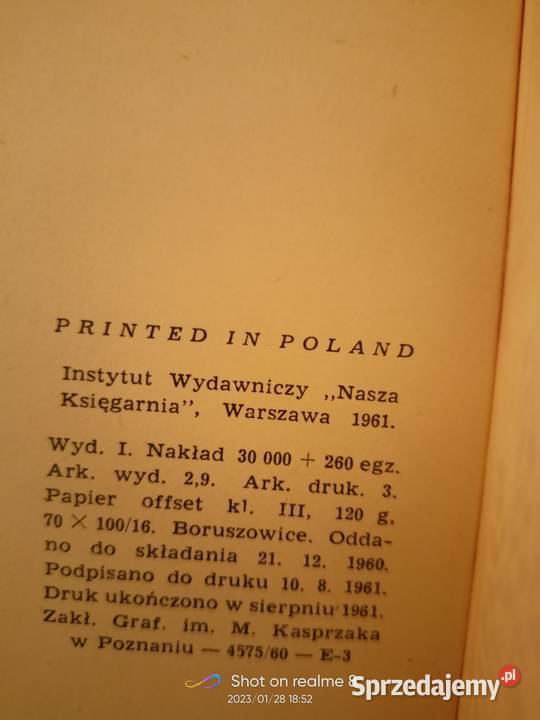 PRINTED IN POLAND
Instytut Wydawniczy „Nasza
Księgarnia”, Warszawa 1961.
Wyd. I. Nakład 30 000 + 260 egz.
Ark. wyd. 2,9. Ark. druk. 3.
Papier offset kl. III, 120 g,
70 × 100/16. Boruszowice. Odda-
no do składania 21. 12. 1960.
Podpisano do druku 10. 8. 1961.
Druk ukończono w sierpniu 1961.
Zakł. Graf. im. M. Kasprzaka
w Poznaniu — 4575/60 — E-3
Shot on realme 8
2023/01/28 18:52
Sprzedajemy.pl